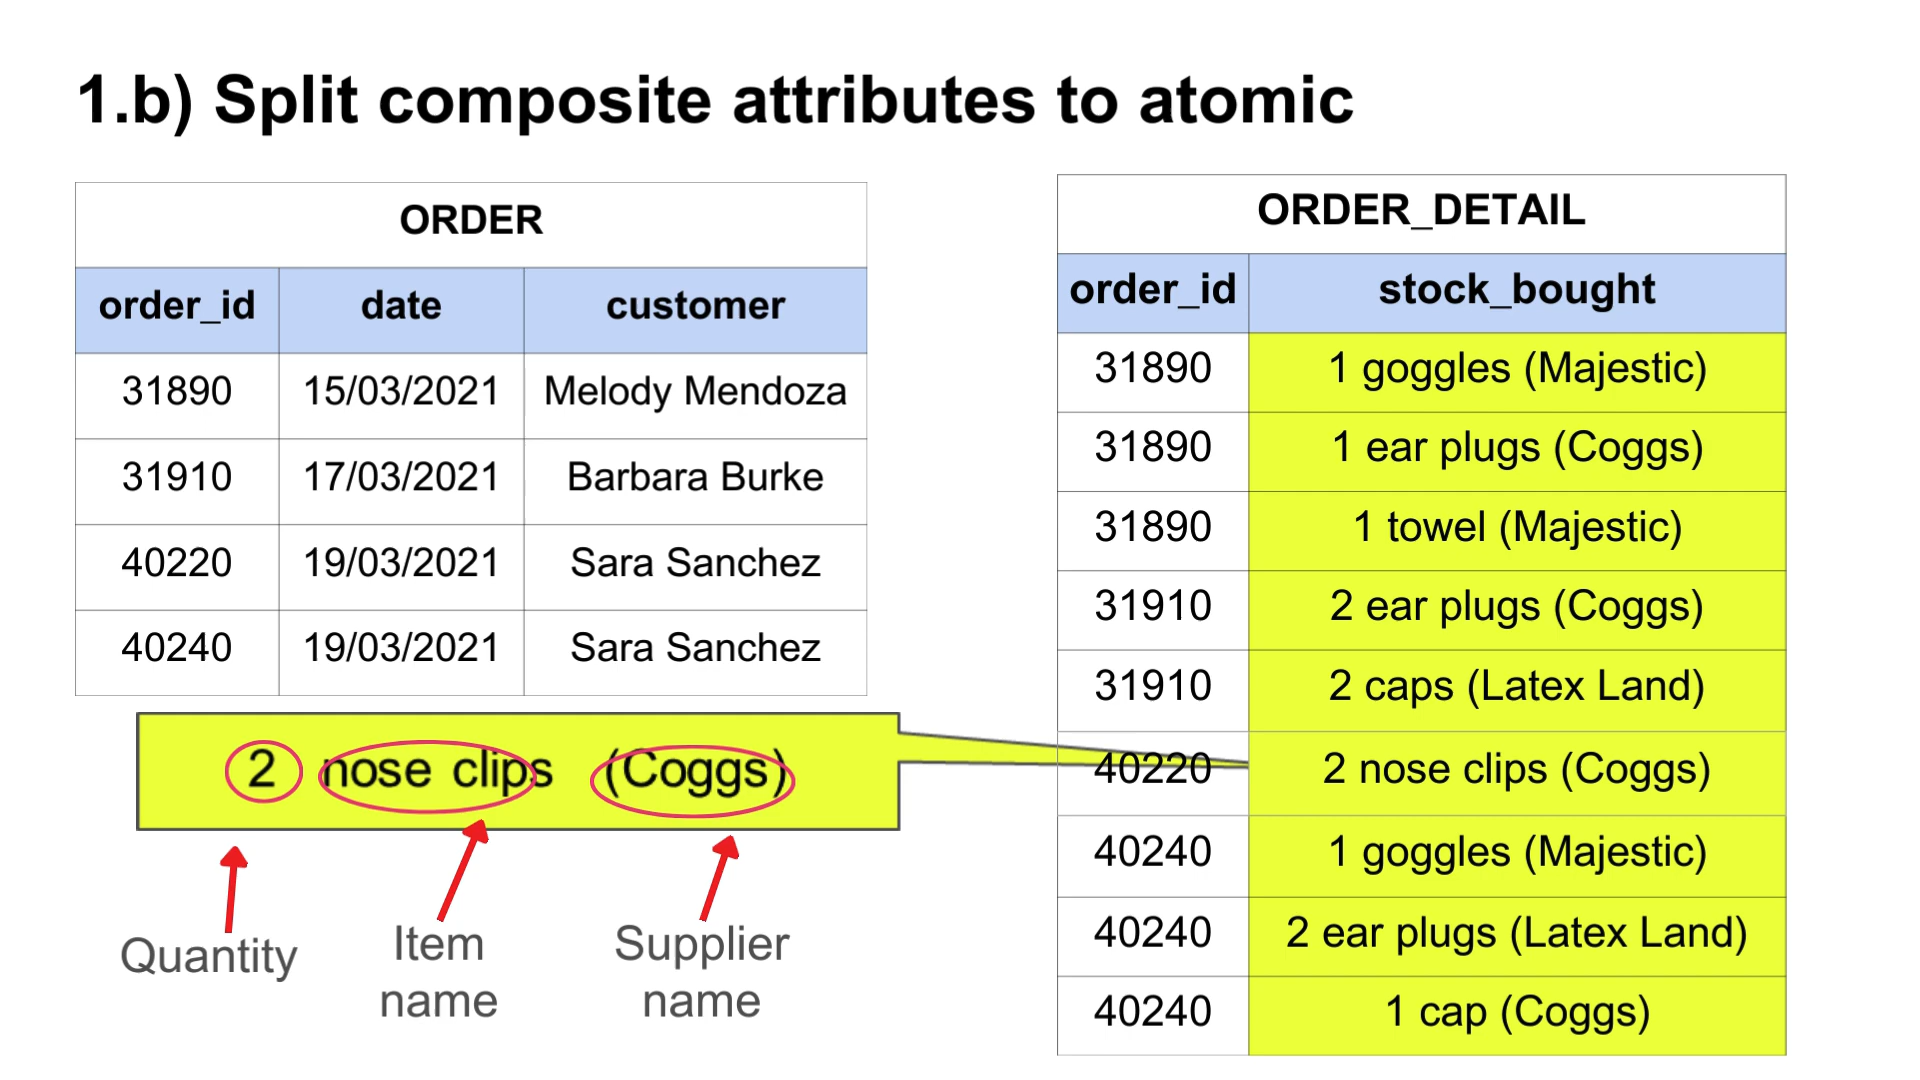 1.b) Split composite attributes to atomic
ORDER
order_id date customer
31890 15/03/2021 Melody Mendoza
31910 17/03/2021 Barbara Burke
40220 19/03/2021 Sara Sanchez
40240 19/03/2021 Sara Sanchez
2 nose clips (Coggs)
Quantity
Item
name
Supplier
name
ORDER_DETAIL
order_id stock_bought
31890 1 goggles (Majestic)
31890 1 ear plugs (Coggs)
31890 1 towel (Majestic)
31910 2 ear plugs (Coggs)
31910 2 caps (Latex Land)
40220 2 nose clips (Coggs)
40240 1 goggles (Majestic)
40240 2 ear plugs (Latex Land)
40240 1 cap (Coggs)